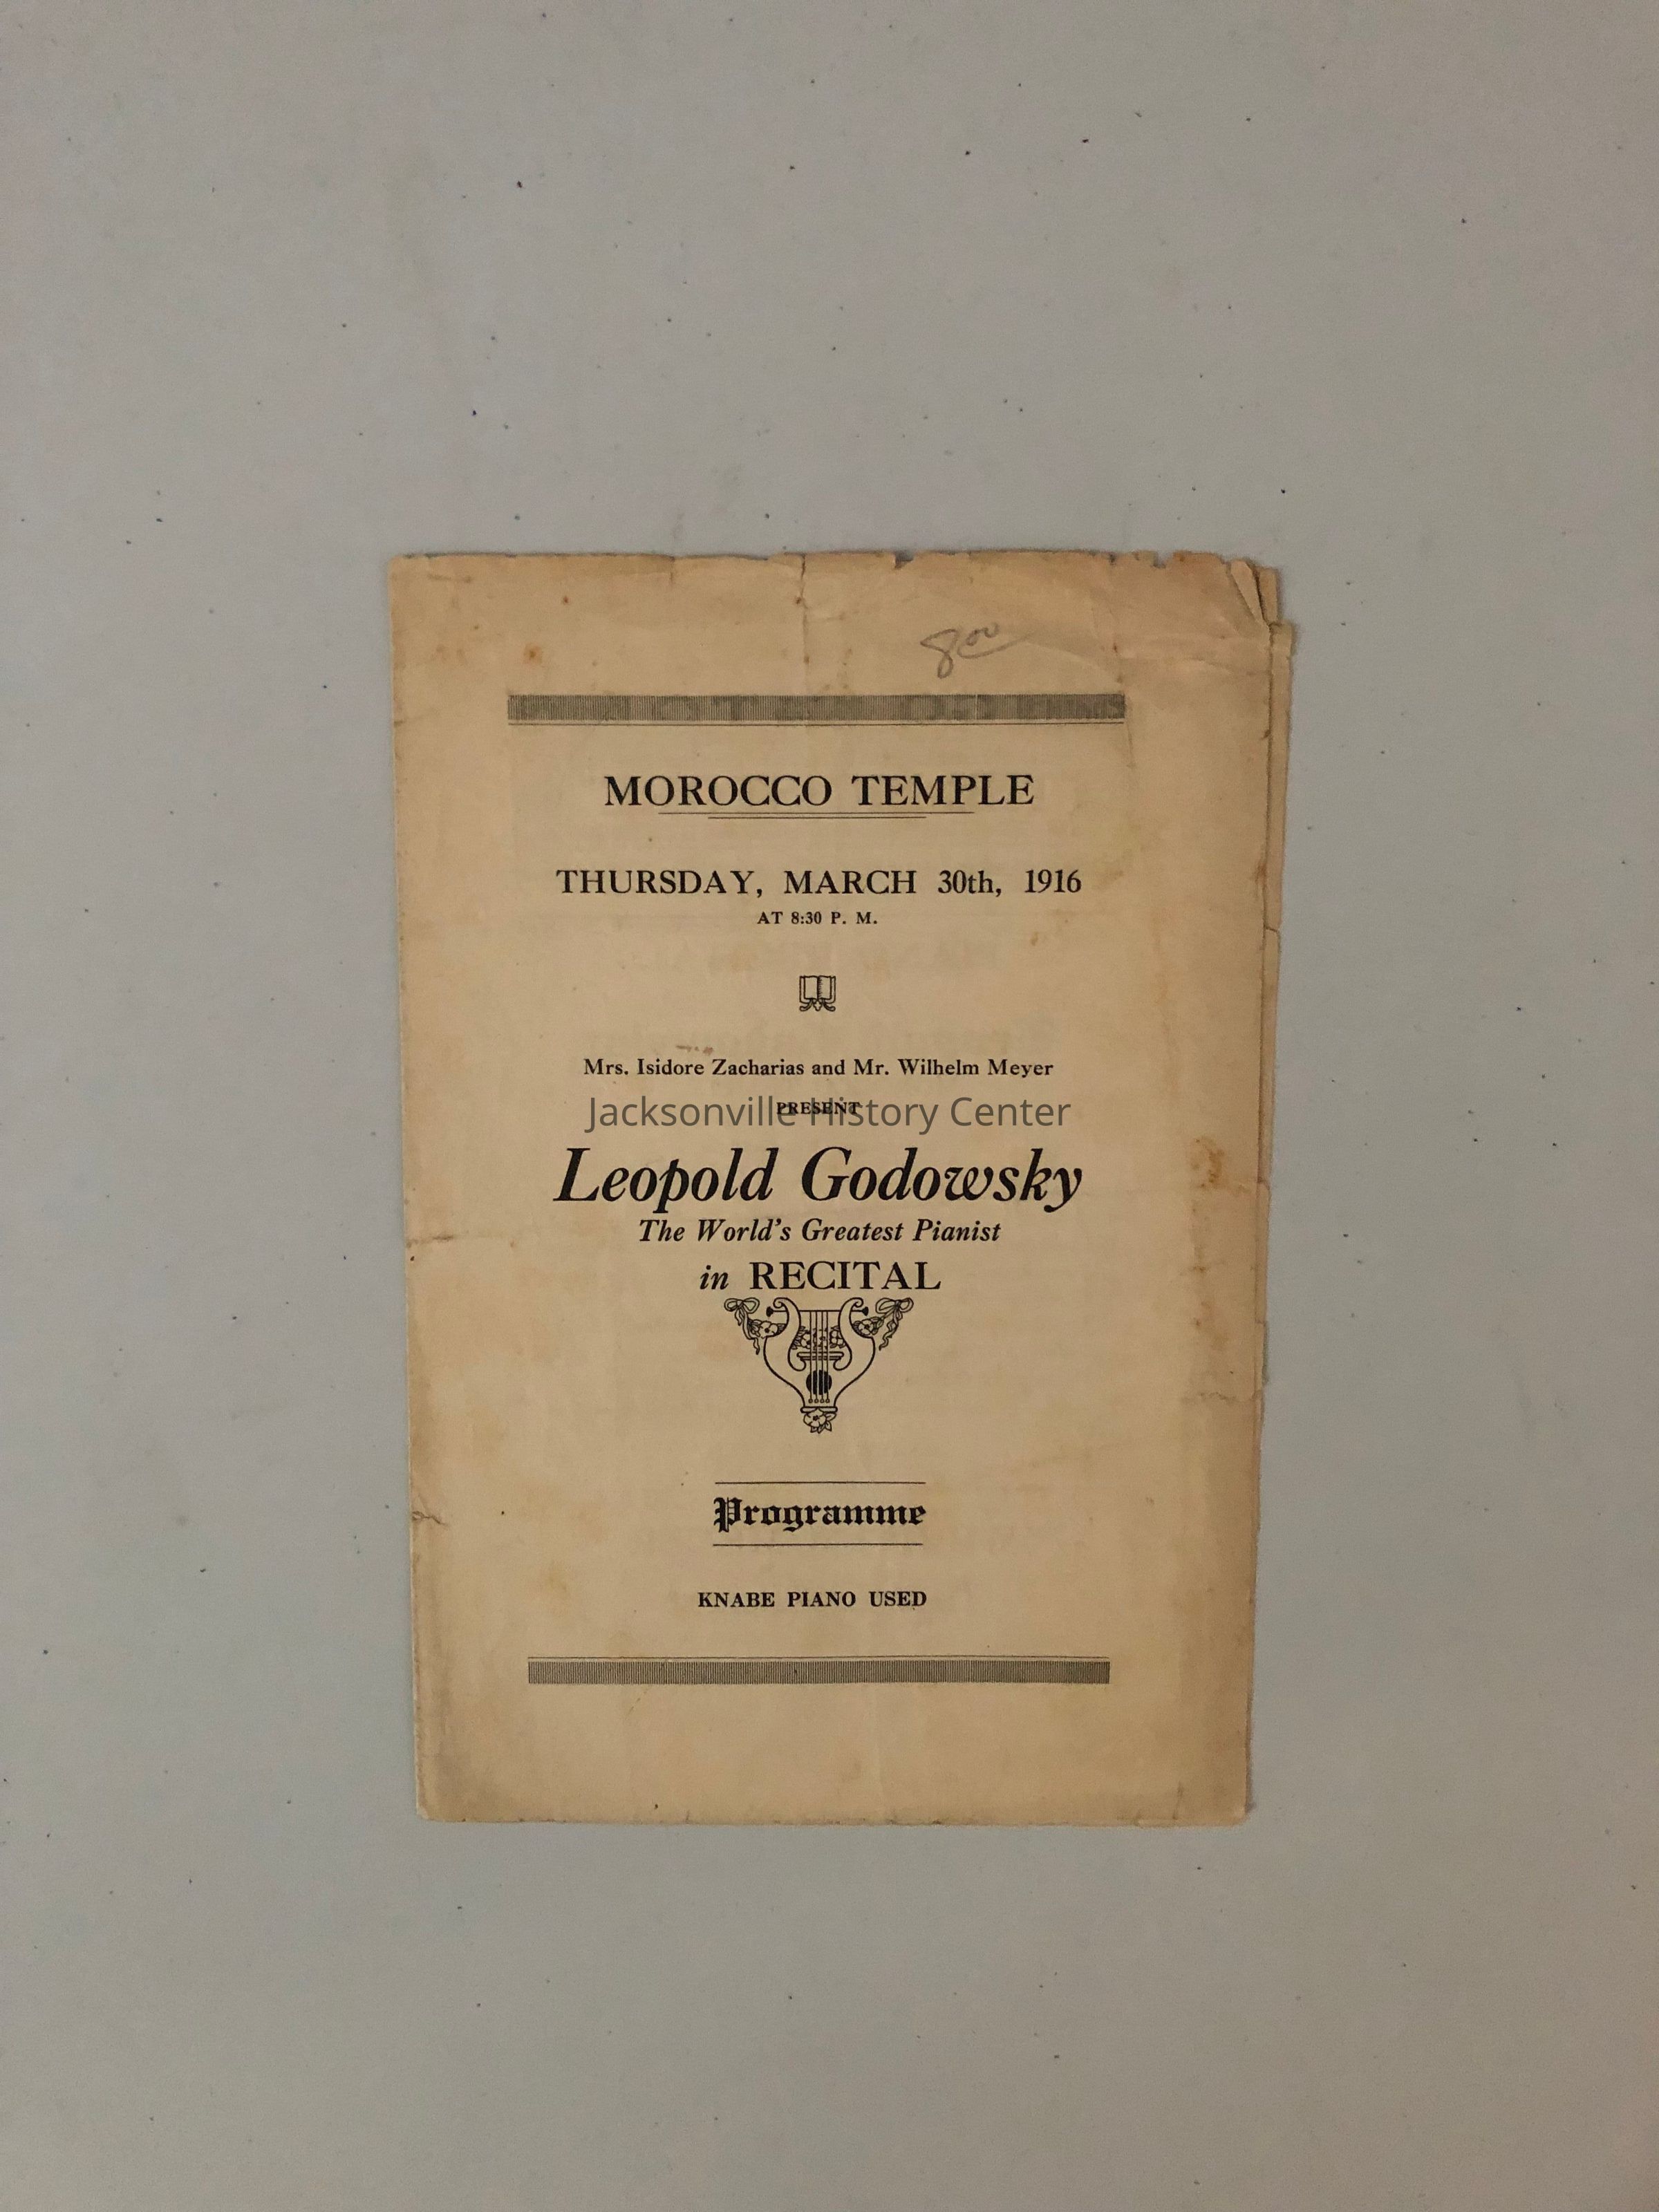 8⁰⁰
MOROCCO TEMPLE
THURSDAY, MARCH 30th, 1916
AT 8:30 P. M.
Mrs. Isidore Zacharias and Mr. Wilhelm Meyer
PRESENT
Jacksonville History Center
Leopold Godowsky
The World's Greatest Pianist
in RECITAL
Programme
KNABE PIANO USED